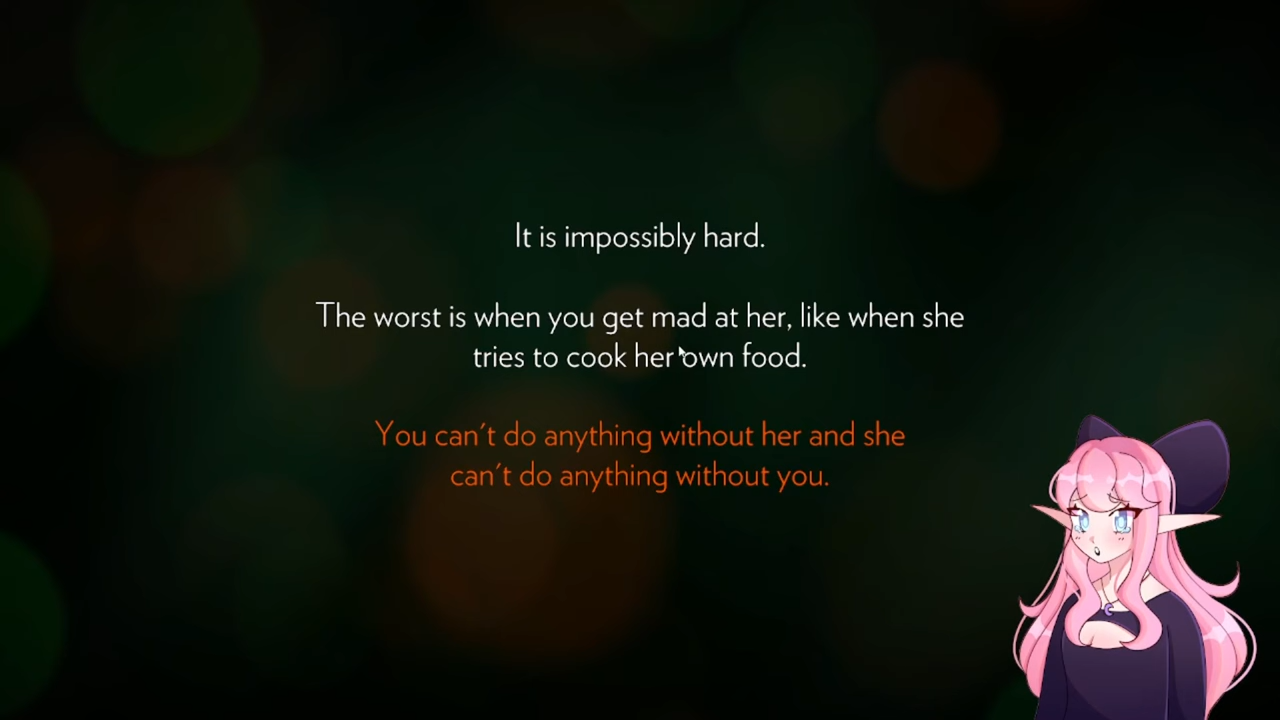 It is impossibly hard.
The worst is when you get mad at her, like when she
tries to cook her own food.
You can't do anything without her and she
can't do anything without you.